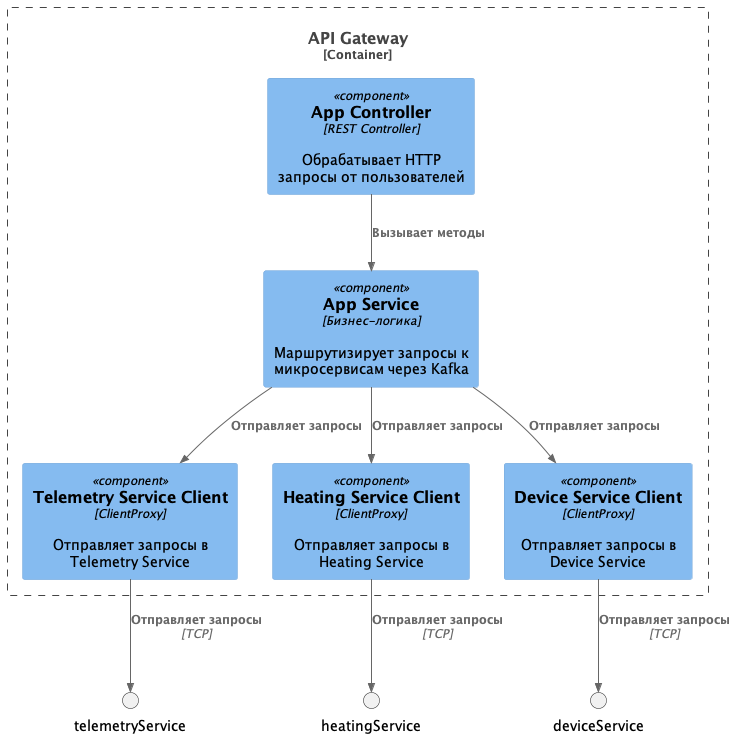 API Gateway
[Container]
«component»
App Controller
[REST Controller]
Обрабатывает HTTP
запросы от пользователей
Вызывает методы
«component»
App Service
[Бизнес-логика]
Маршрутизирует запросы к
микросервисам через Kafka
Отправляет запросы
Отправляет запросы
Отправляет запросы
«component»
Telemetry Service Client
[ClientProxy]
Отправляет запросы в
Telemetry Service
«component»
Heating Service Client
[ClientProxy]
Отправляет запросы в
Heating Service
«component»
Device Service Client
[ClientProxy]
Отправляет запросы в
Device Service
Отправляет запросы
[TCP]
Отправляет запросы
[TCP]
Отправляет запросы
[TCP]
telemetryService
heatingService
deviceService